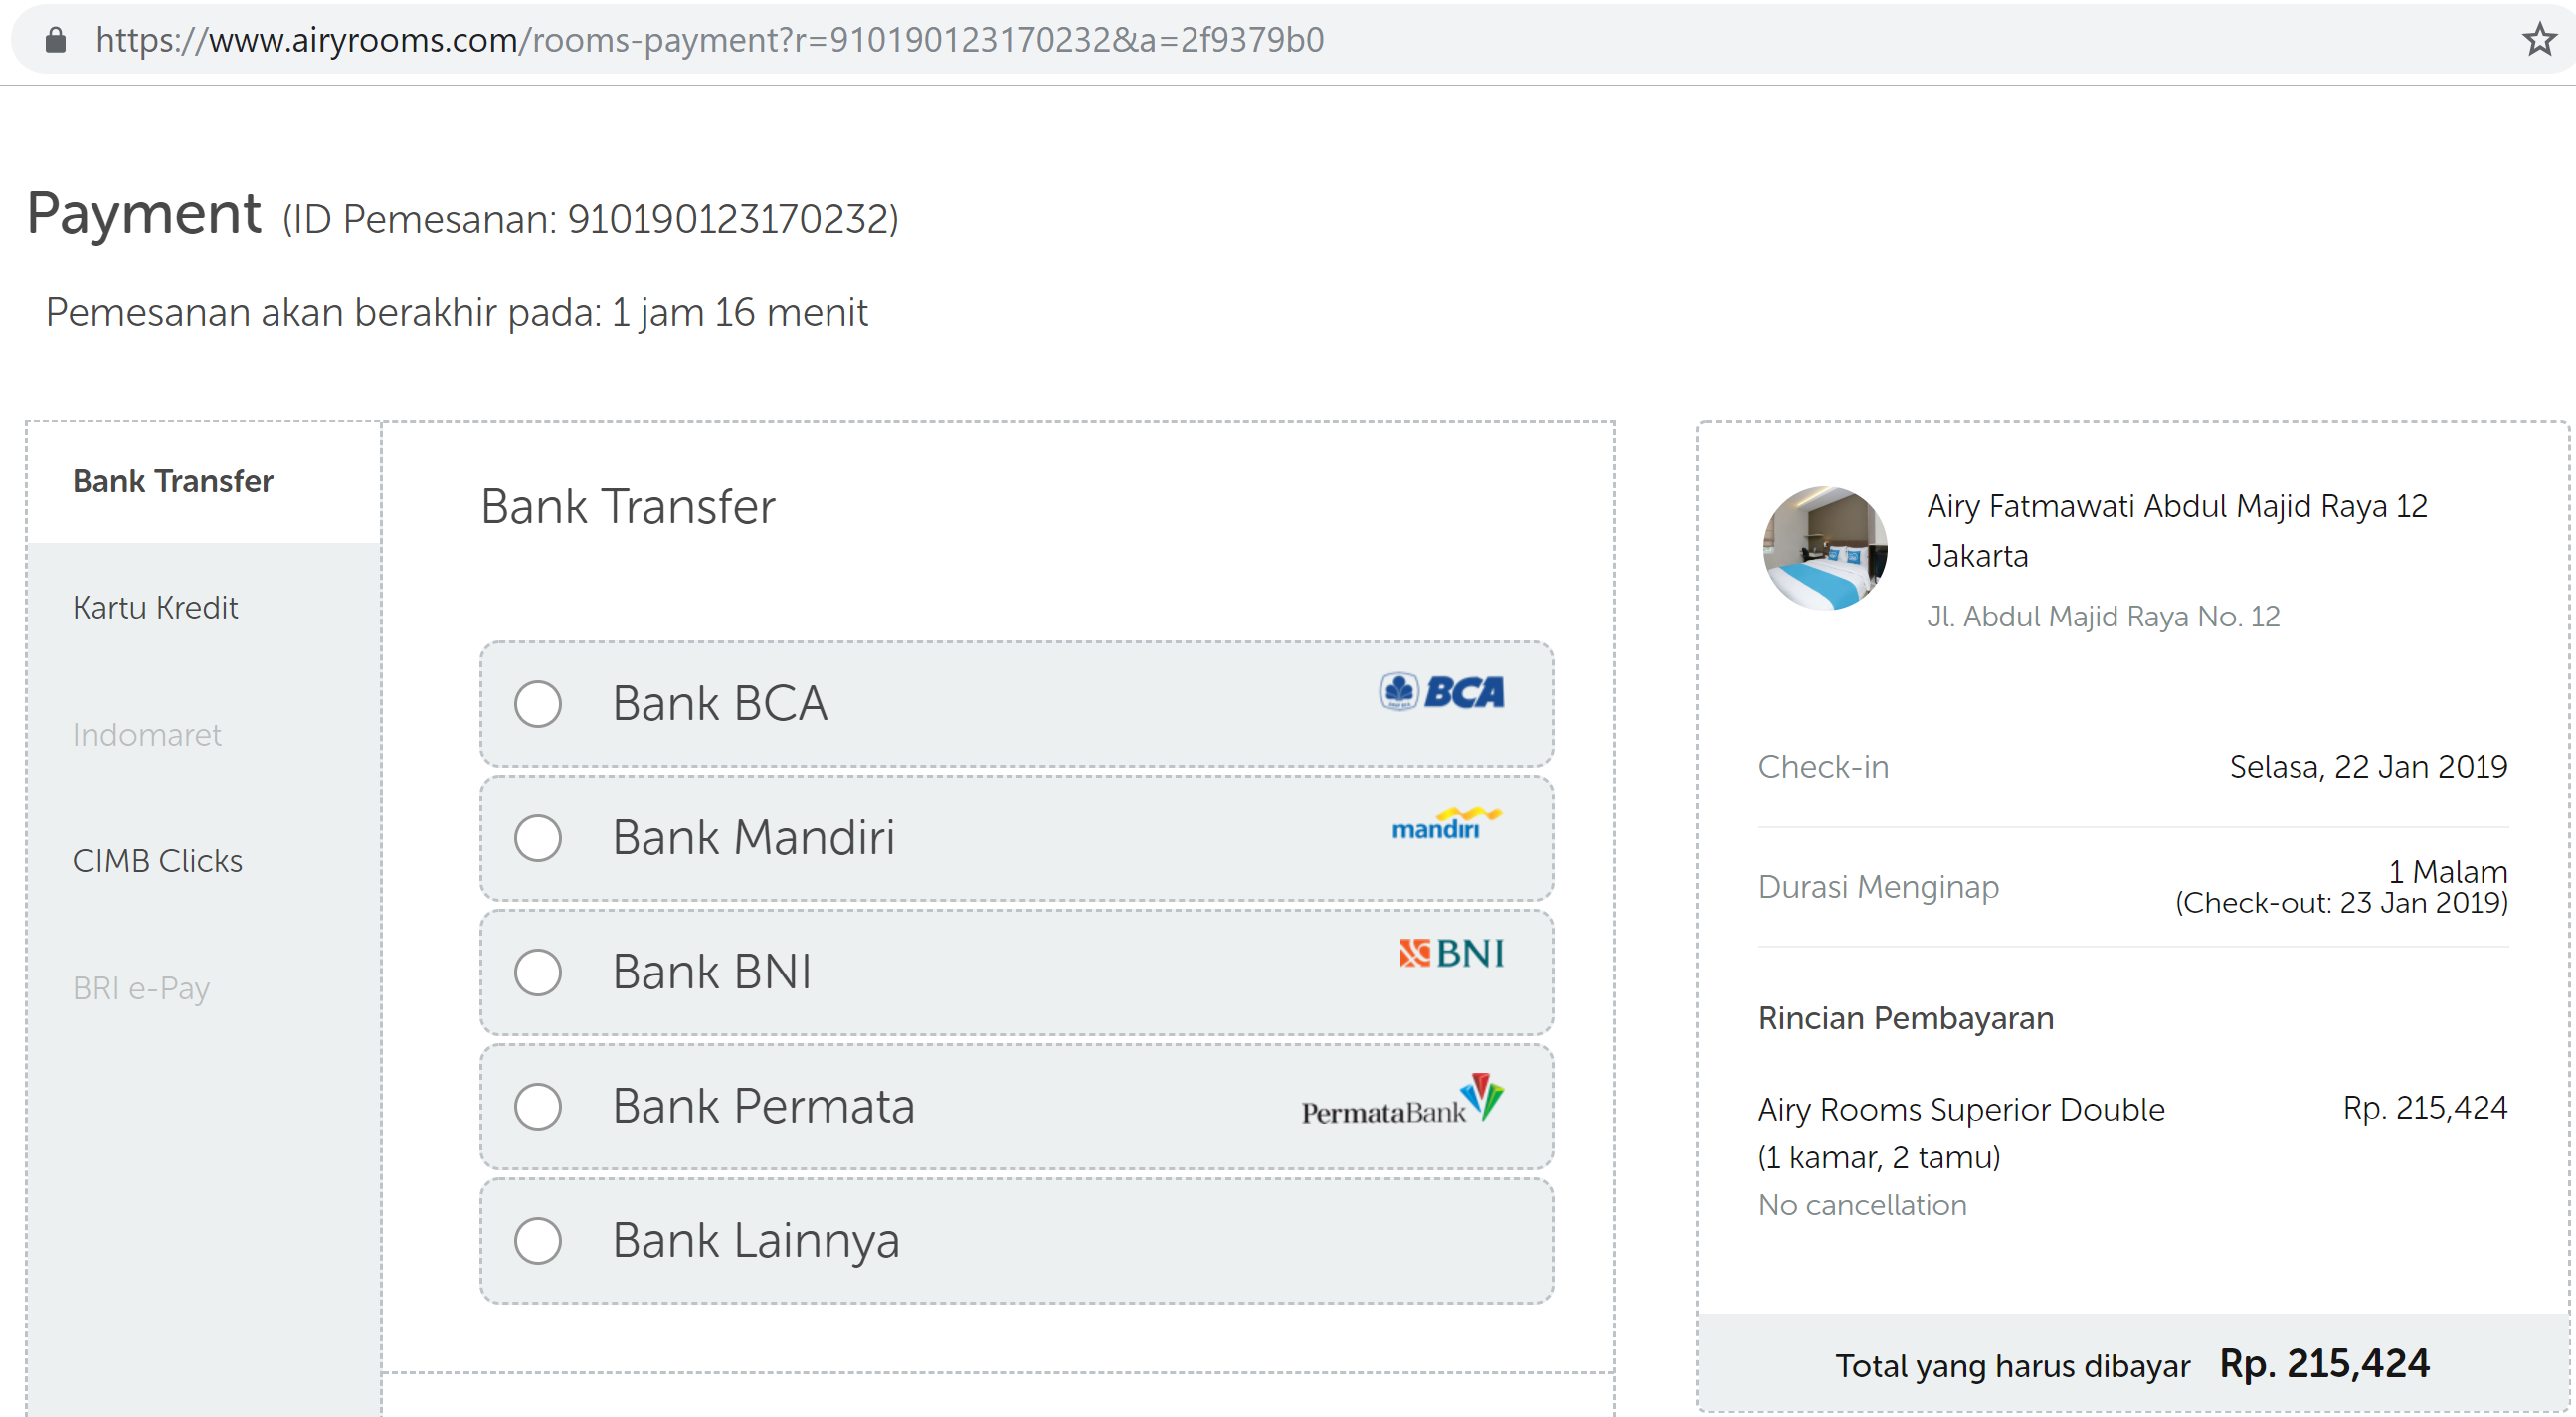 https://www.airyrooms.com/rooms-payment?r=910190123170232&a=2f9379b0
Payment (ID Pemesanan: 910190123170232)
Pemesanan akan berakhir pada: 1 jam 16 menit
Bank Transfer
Kartu Kredit
Indomaret
CIMB Clicks
BRI e-Pay
Bank Transfer
Bank BCA BCA
Bank Mandiri mandiri
Bank BNI BNI
Bank Permata PermataBank
Bank Lainnya
Airy Fatmawati Abdul Majid Raya 12
Jakarta
Jl. Abdul Majid Raya No. 12
Check-in Selasa, 22 Jan 2019
Durasi Menginap 1 Malam
(Check-out: 23 Jan 2019)
Rincian Pembayaran
Airy Rooms Superior Double Rp. 215,424
(1 kamar, 2 tamu)
No cancellation
Total yang harus dibayar Rp. 215,424